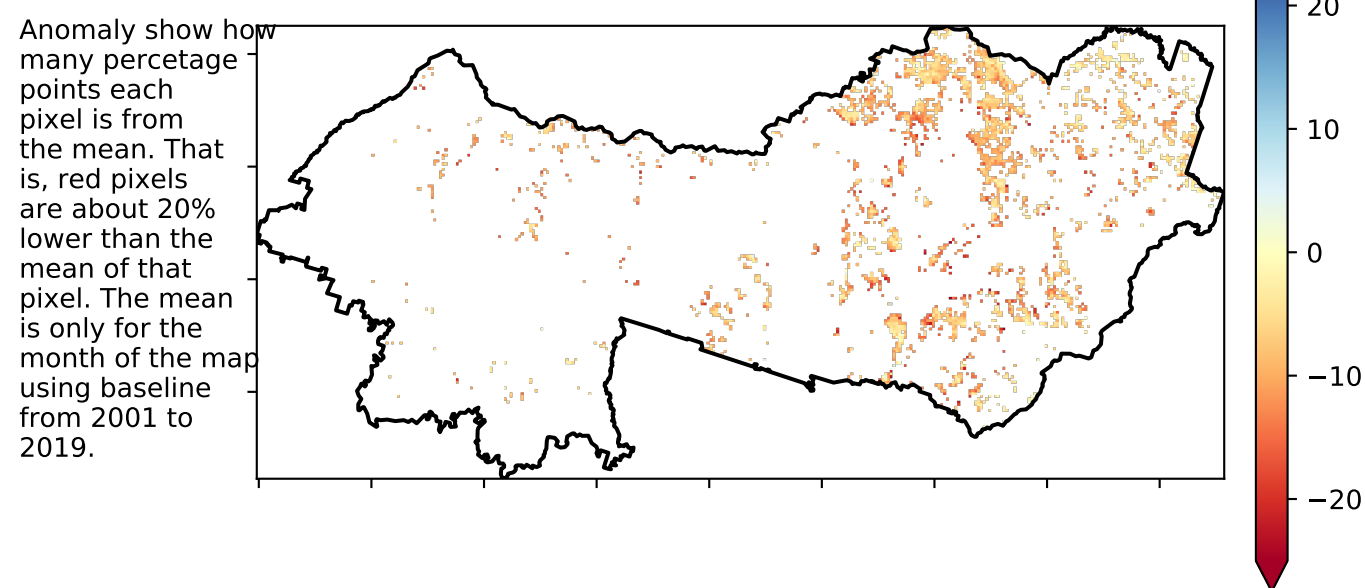 Anomaly show how
many percetage
points each
pixel is from
the mean. That
is, red pixels
are about 20%
lower than the
mean of that
pixel. The mean
is only for the
month of the map
using baseline
from 2001 to
2019.
20
10
0
−10
−20